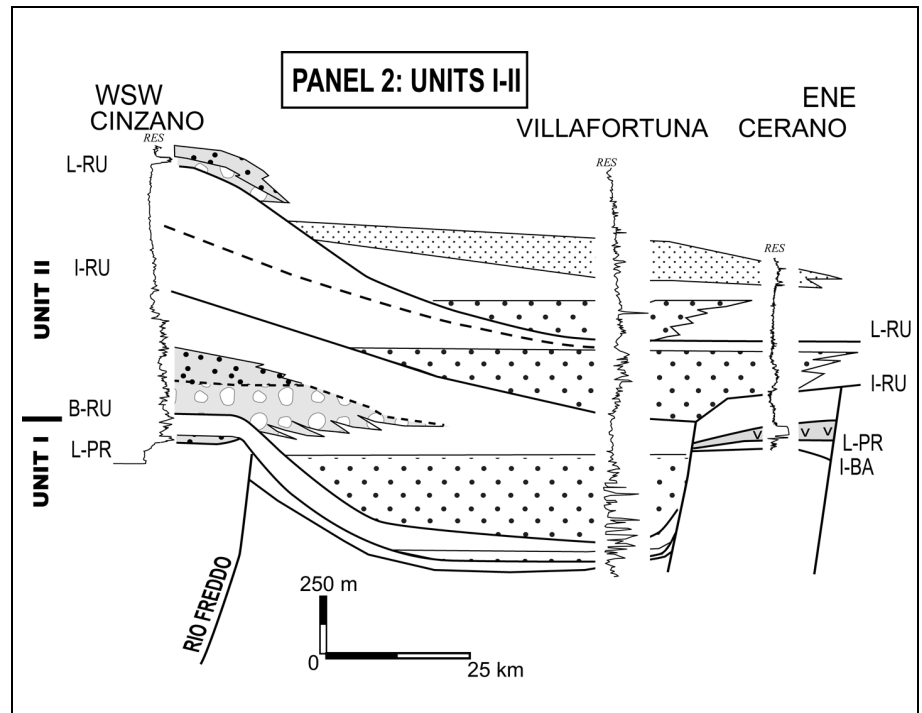 PANEL 2: UNITS I-II
WSW
CINZANO
ENE
VILLAFORTUNA
CERANO
RES
RES
RES
L-RU
I-RU
B-RU
L-PR
UNIT II
UNIT I
L-RU
I-RU
L-PR
I-BA
V V V
RIO FREDDO
250 m
0
25 km